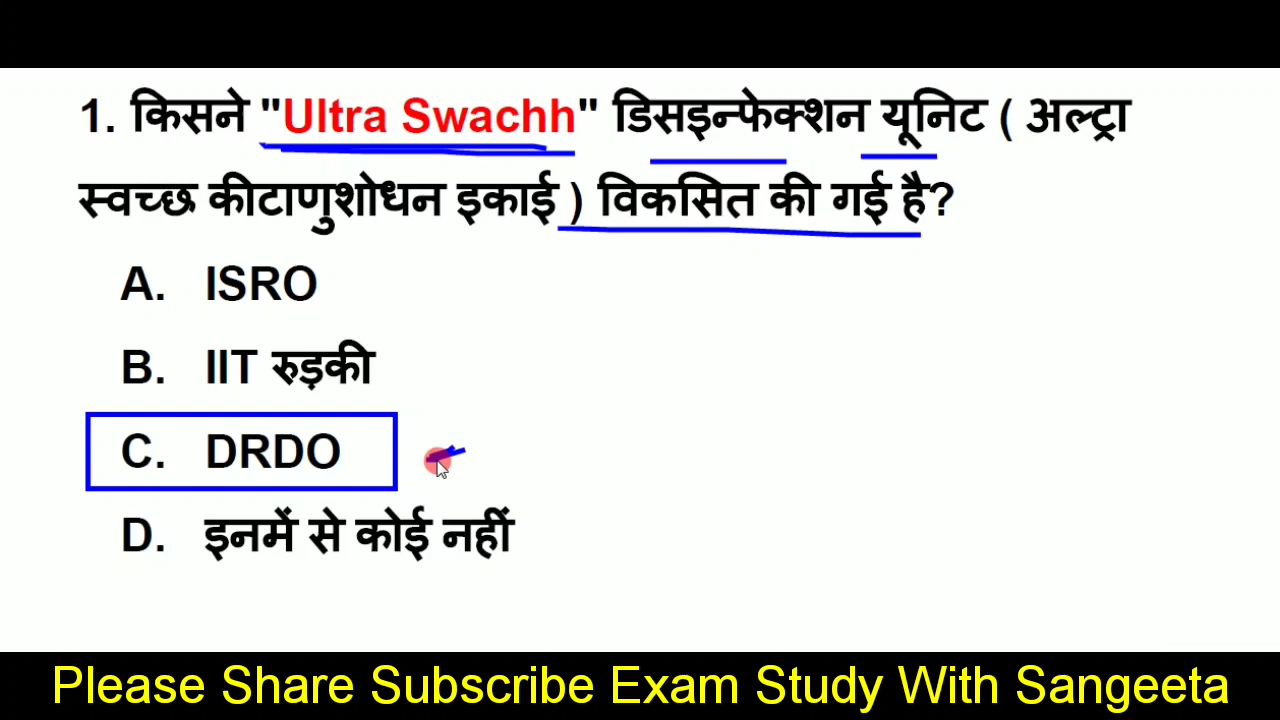 1. किसने "Ultra Swachh" डिसइन्फेक्शन यूनिट ( अल्ट्रा
स्वच्छ कीटाणुशोधन इकाई ) विकसित की गई है?
A. ISRO
B. IIT रुड़की
C. DRDO
D. इनमें से कोई नहीं
Please Share Subscribe Exam Study With Sangeeta